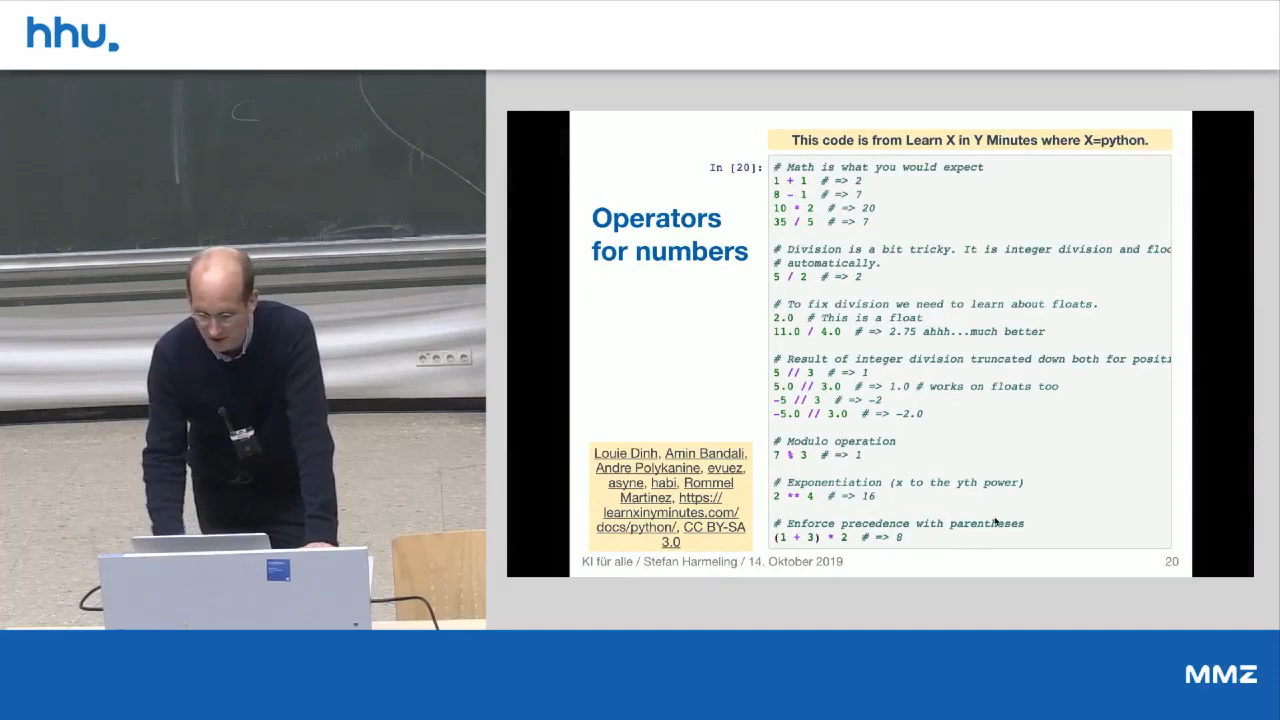 hhu.
This code is from Learn X in Y Minutes where X=python.
In [20]:
# Math is what you would expect
1 + 1 # => 2
8 - 1 # => 7
10 * 2 # => 20
35 / 5 # => 7
Operators
for numbers
# Division is a bit tricky. It is integer division and floo
# automatically.
5 / 2 # => 2
# To fix division we need to learn about floats.
2.0 # This is a float
11.0 / 4.0 # => 2.75 ahhh...much better
# Result of integer division truncated down both for positi
5 // 3 # => 1
5.0 // 3.0 # => 1.0 # works on floats too
-5 // 3 # => -2
-5.0 // 3.0 # => -2.0
# Modulo operation
7 % 3 # => 1
# Exponentiation (x to the yth power)
2 ** 4 # => 16
# Enforce precedence with parentheses
(1 + 3) * 2 # => 8
Louie Dinh, Amin Bandali,
Andre Polykanine, evuez,
asyne, habi, Rommel
Martinez, https://
learnxinyminutes.com/
docs/python/, CC BY-SA
3.0
KI für alle / Stefan Harmeling / 14. Oktober 2019
20
MMZ